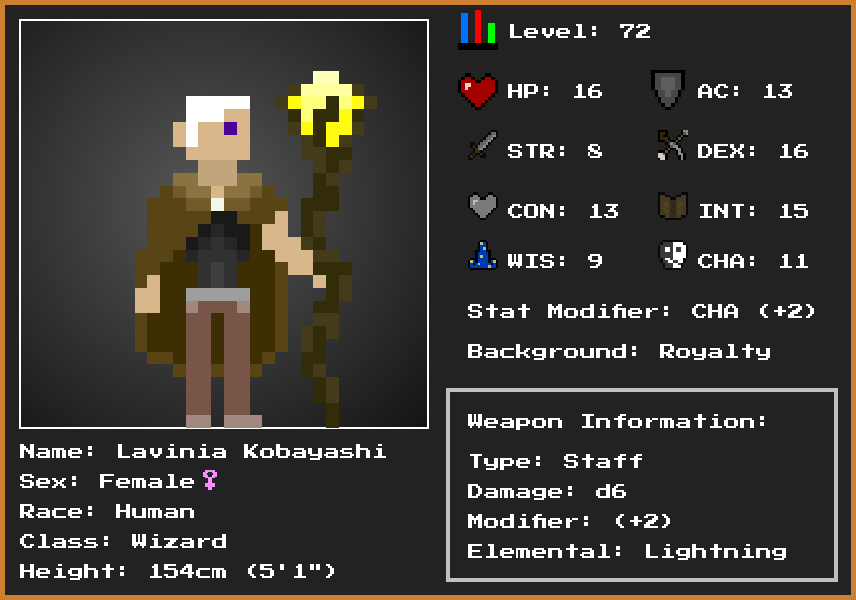 Level: 72
HP: 16 AC: 13
STR: 8 DEX: 16
CON: 13 INT: 15
WIS: 9 CHA: 11
Stat Modifier: CHA (+2)
Background: Royalty
Weapon Information:
Type: Staff
Damage: d6
Modifier: (+2)
Elemental: Lightning
Name: Lavinia Kobayashi
Sex: Female♀
Race: Human
Class: Wizard
Height: 154cm (5'1")